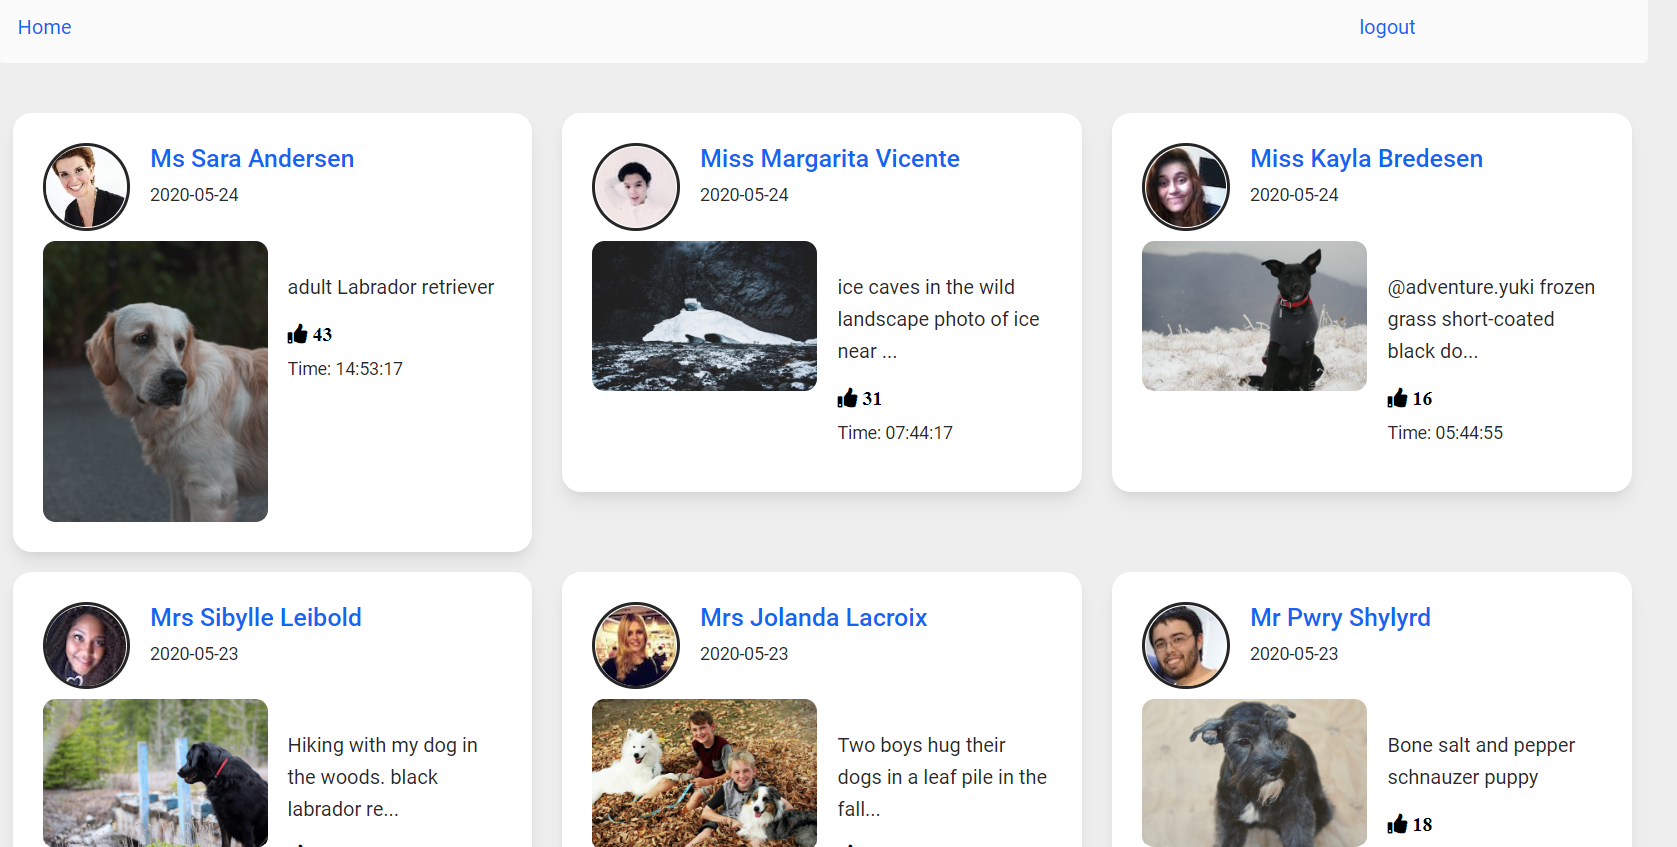 Home
logout
Ms Sara Andersen
2020-05-24
adult Labrador retriever
43
Time: 14:53:17
Miss Margarita Vicente
2020-05-24
ice caves in the wild
landscape photo of ice
near ...
31
Time: 07:44:17
Miss Kayla Bredesen
2020-05-24
@adventure.yuki frozen
grass short-coated
black do...
16
Time: 05:44:55
Mrs Sibylle Leibold
2020-05-23
Hiking with my dog in
the woods. black
labrador re...
Mrs Jolanda Lacroix
2020-05-23
Two boys hug their
dogs in a leaf pile in the
fall...
Mr Pwry Shylyrd
2020-05-23
Bone salt and pepper
schnauzer puppy
18